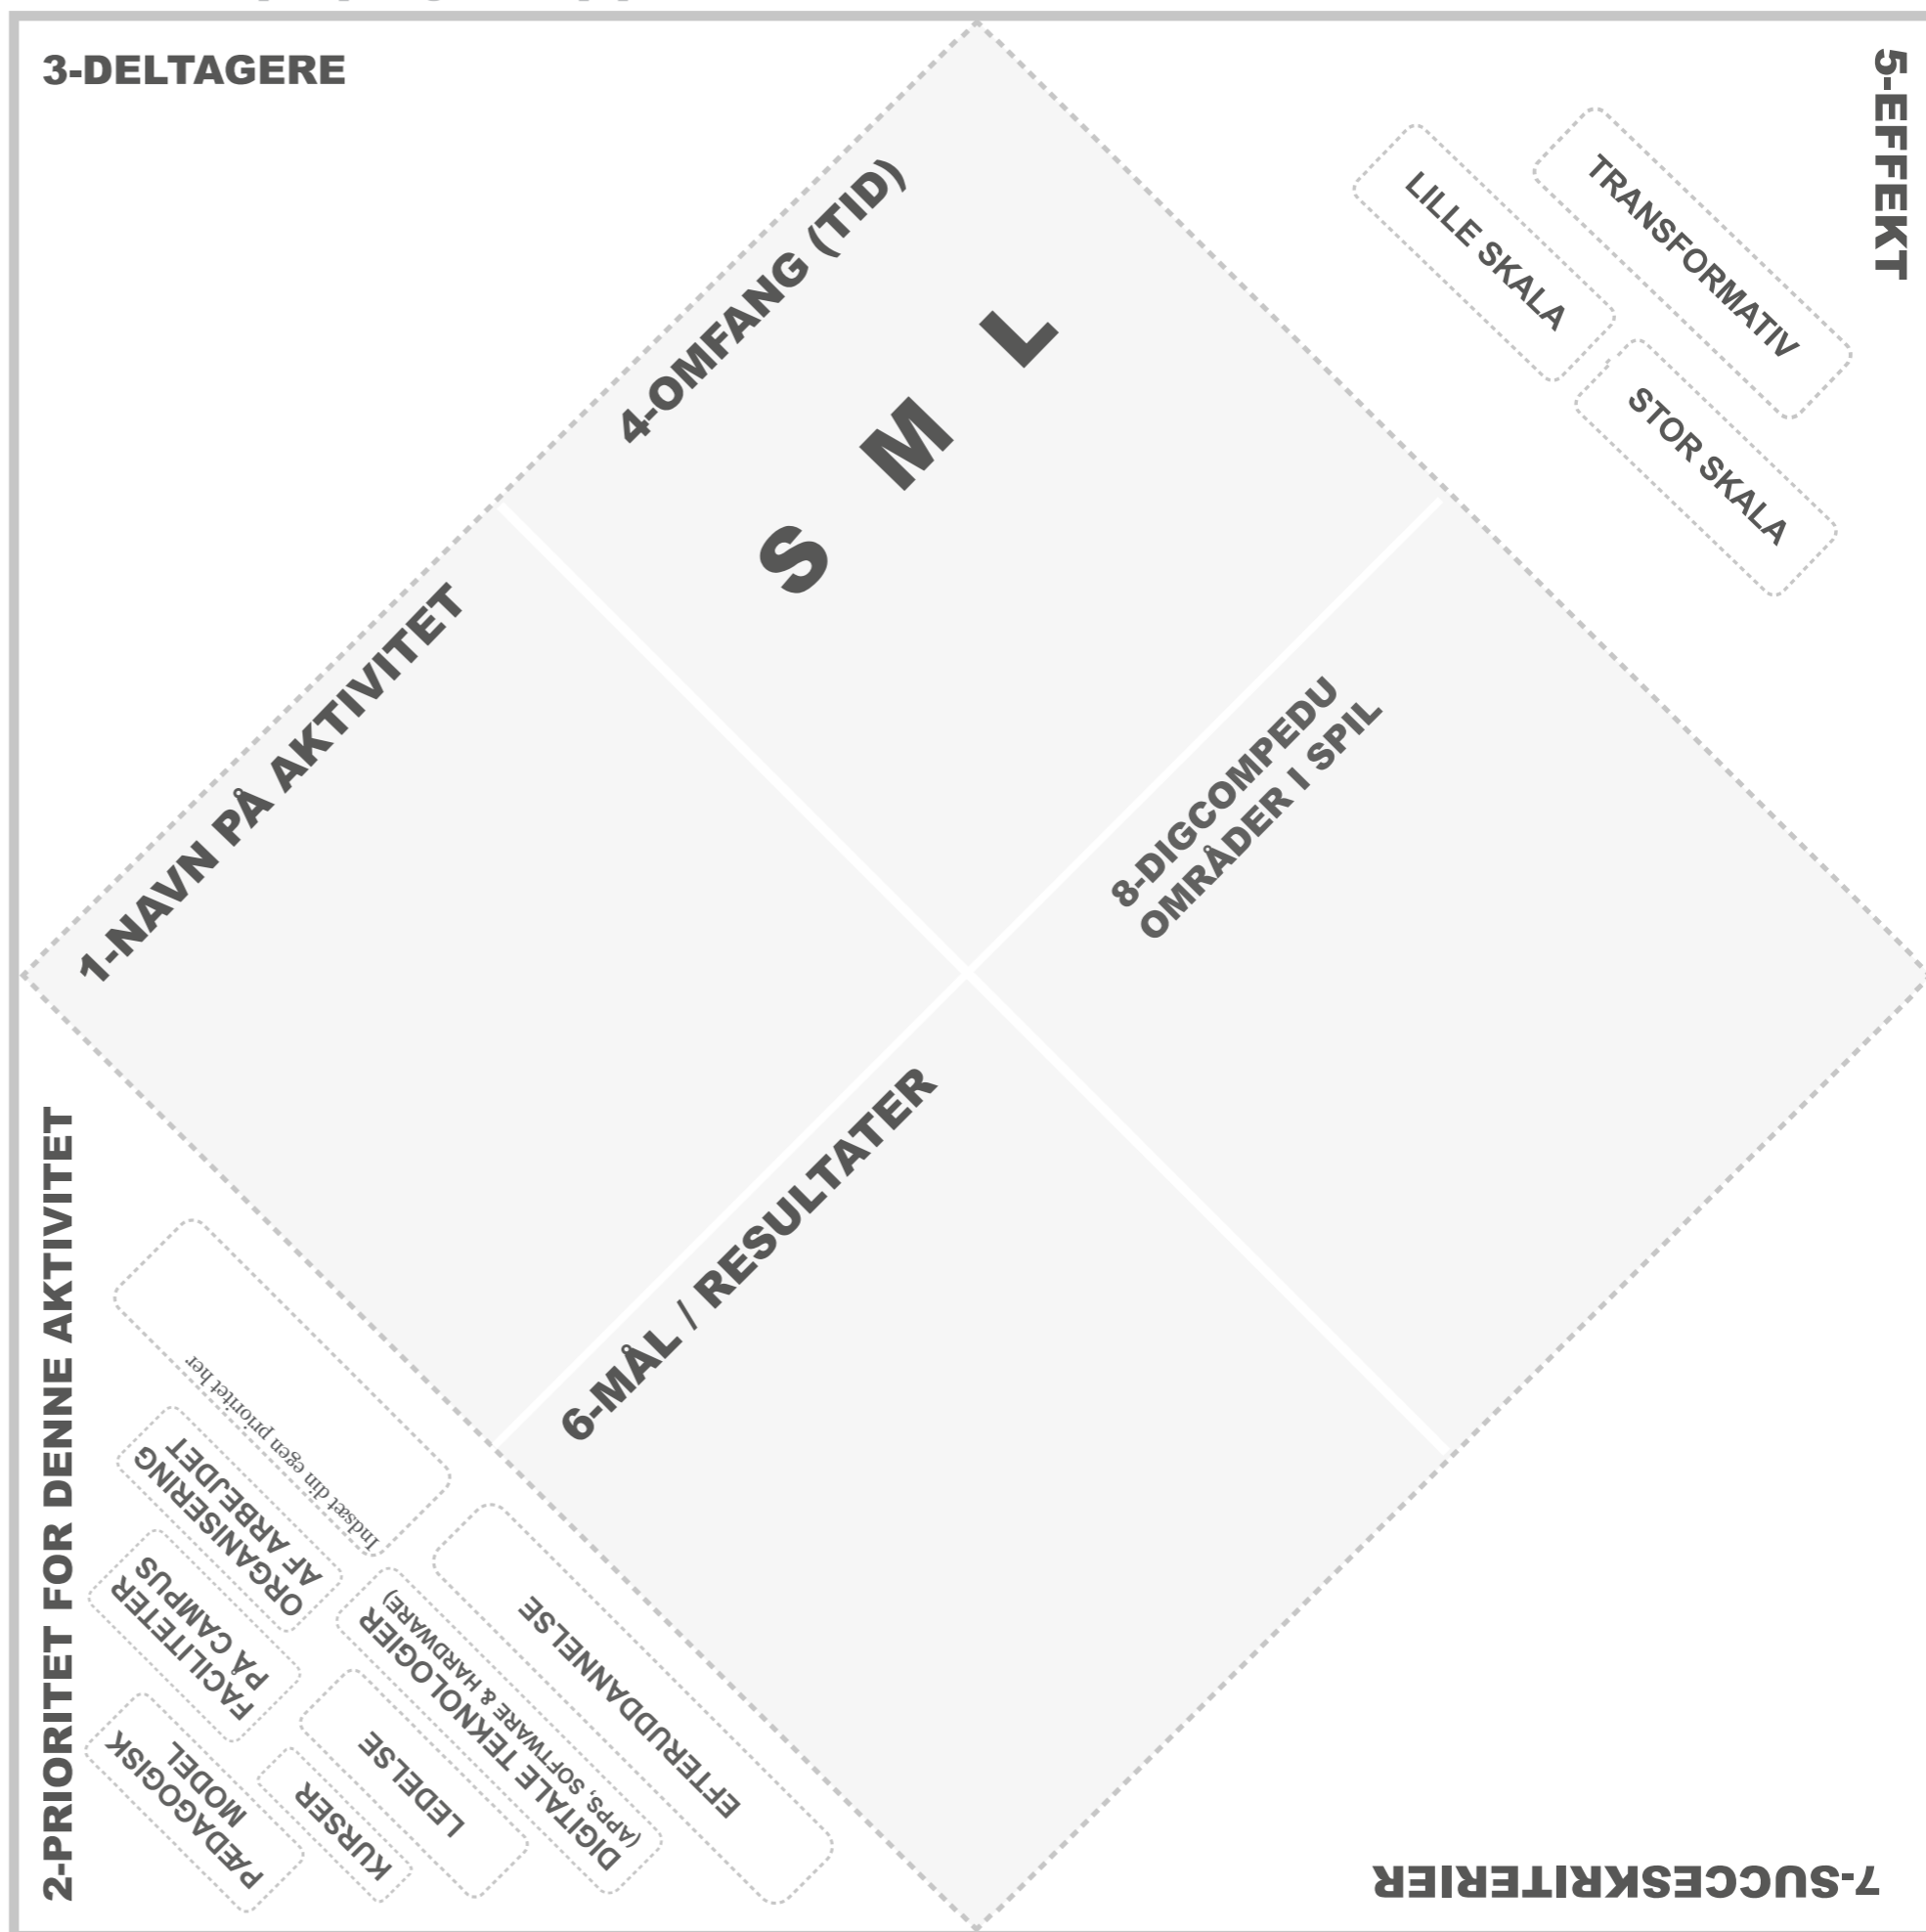 3-DELTAGERE
5-EFFEKT
LILLE SKALA
TRANSFORMATIV
STOR SKALA
4-OMFANG (TID)
S M L
1-NAVN PÅ AKTIVITET
8-DIGCOMPEDU
OMRÅDER I SPIL
6-MÅL / RESULTATER
2-PRIORITET FOR DENNE AKTIVITET
Indsæt din egen prioritet her
ORGANISERING
AF ARBEJDET
FACILITETER
PÅ CAMPUS
PÆDAGOGISK
MODEL
KURSER
LEDELSE
DIGITALE TEKNOLOGIER
(APPS, SOFTWARE & HARDWARE)
EFTERUDDANNELSE
7-SUCCESKRITERIER